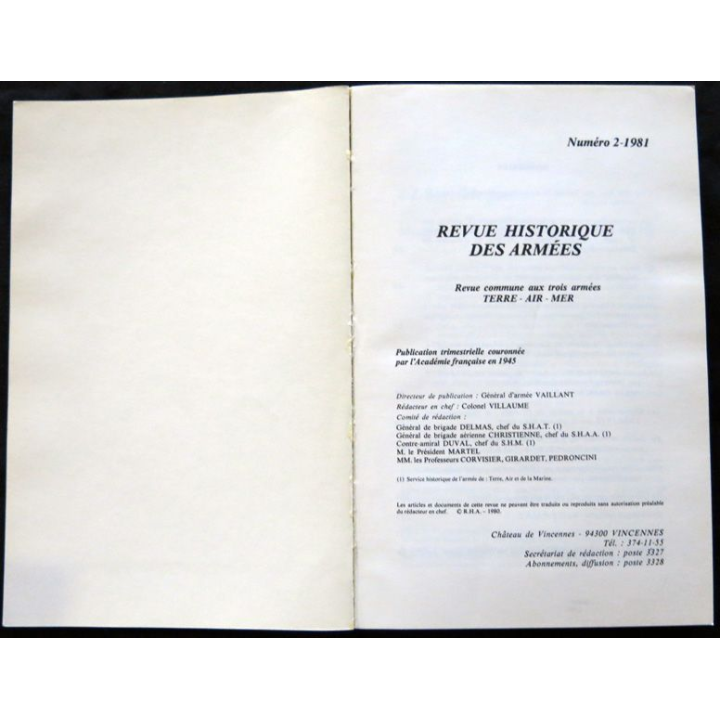 Numéro 2-1981
REVUE HISTORIQUE
DES ARMÉES
Revue commune aux trois armées
TERRE - AIR - MER
Publication trimestrielle couronnée
par l'Académie française en 1945
Directeur de publication : Général d'armée VAILLANT
Rédacteur en chef : Colonel VILLAUME
Comité de rédaction :
Général de brigade DELMAS, chef du S.H.A.T. (1)
Général de brigade aérienne CHRISTIENNE, chef du S.H.A.A. (1)
Contre-amiral DUVAL, chef du S.H.M. (1)
M. le Président MARTEL
MM. les Professeurs CORVISIER, GIRARDET, PEDRONCINI
(1) Service historique de l'armée de : Terre, Air et de la Marine.
Les articles et documents de cette revue ne peuvent être traduits ou reproduits sans autorisation préalable
du rédacteur en chef. © R.H.A. – 1980.
Château de Vincennes - 94300 VINCENNES
Tél. : 374-11-55
Secrétariat de rédaction : poste 3327
Abonnements, diffusion : poste 3328